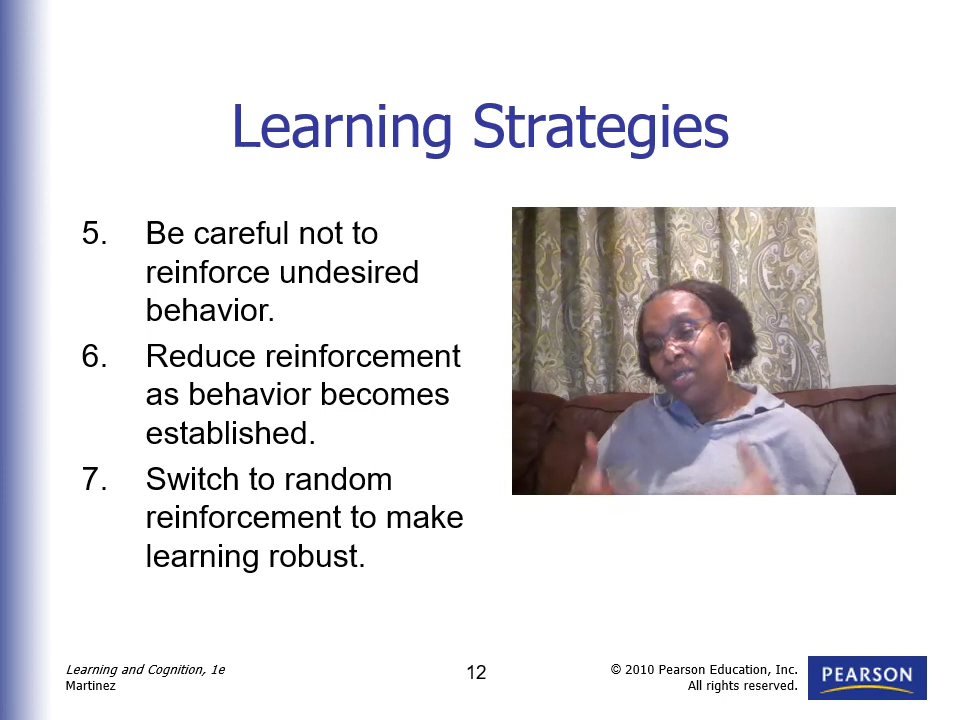 Learning Strategies
5. Be careful not to
reinforce undesired
behavior.
6. Reduce reinforcement
as behavior becomes
established.
7. Switch to random
reinforcement to make
learning robust.
Learning and Cognition, 1e
Martinez
12
© 2010 Pearson Education, Inc.
All rights reserved.
PEARSON